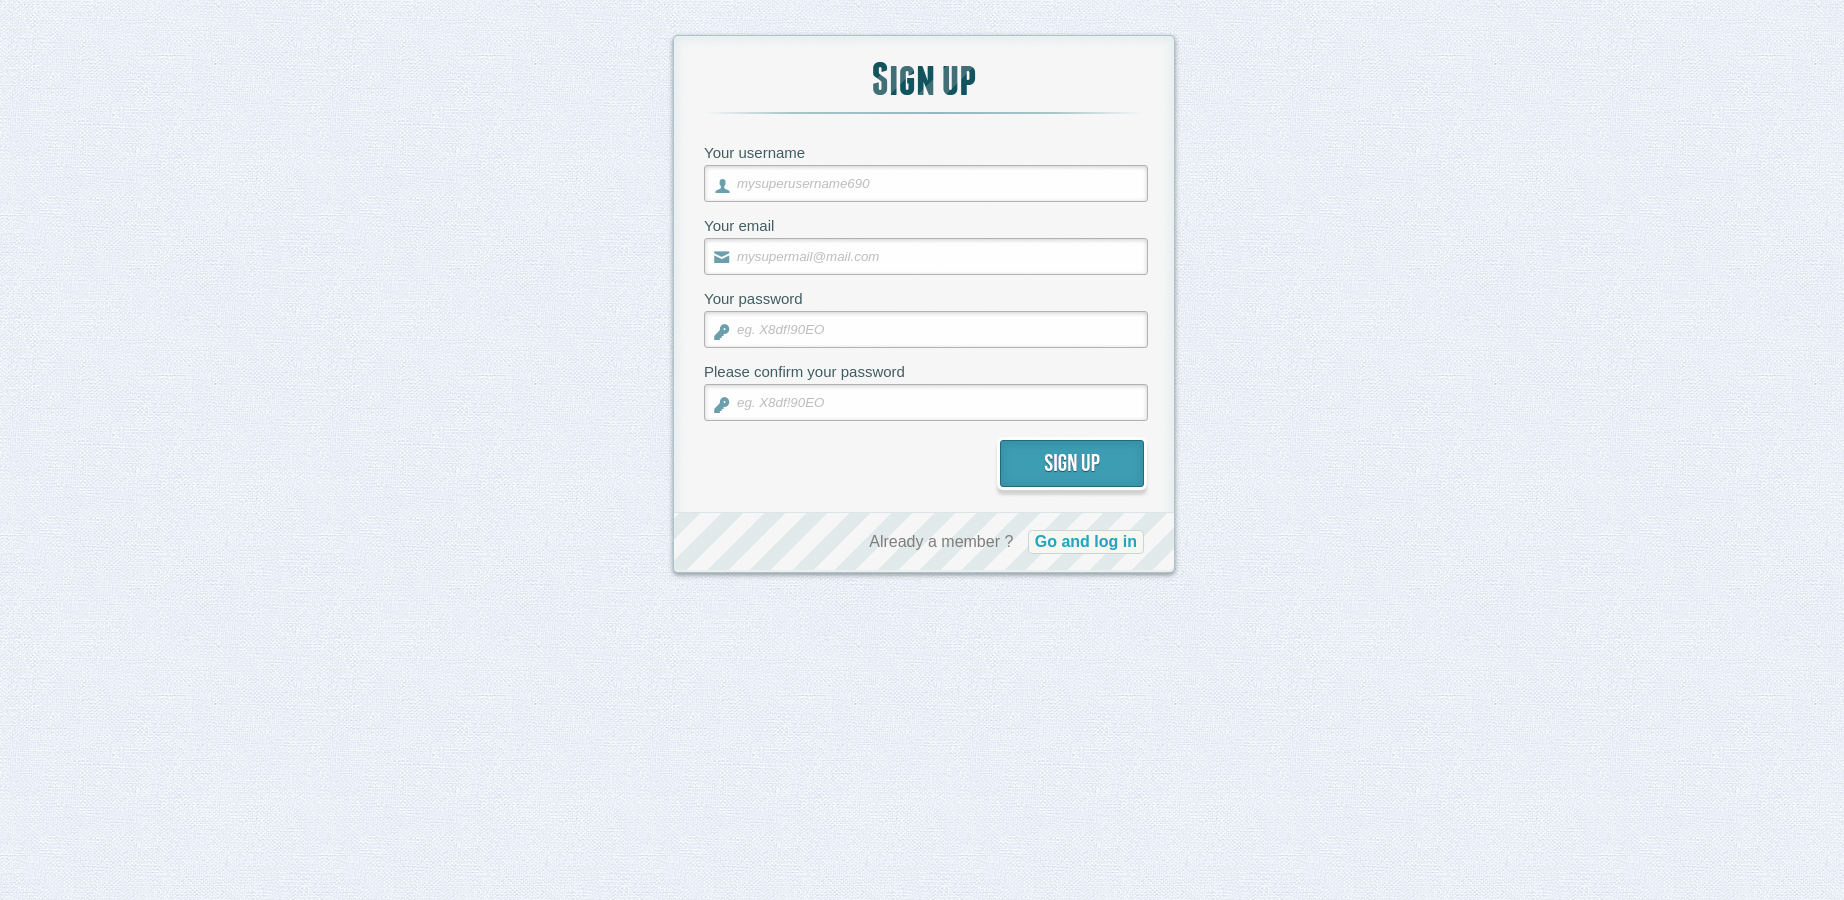 Sign up
Your username
mysuperusername690
Your email
mysupermail@mail.com
Your password
eg. X8df!90EO
Please confirm your password
eg. X8df!90EO
SIGN UP
Already a member ? Go and log in